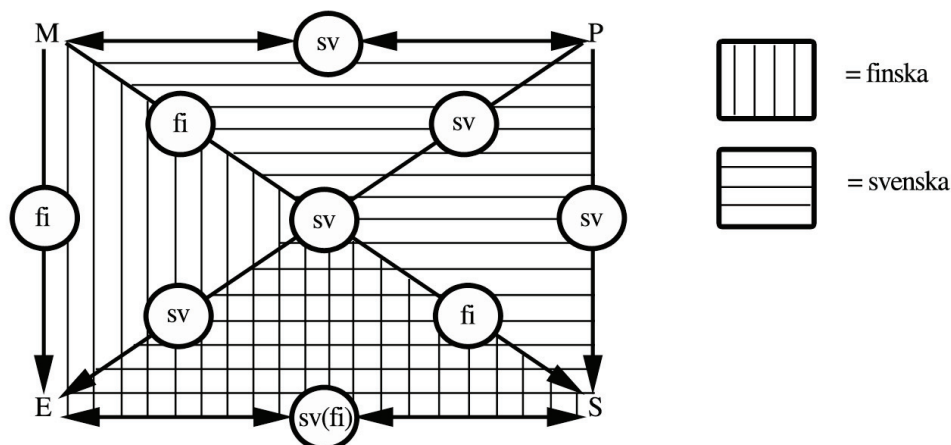 M sv P
= finska
fi sv
= svenska
fi sv sv
sv fi
E sv(fi) S